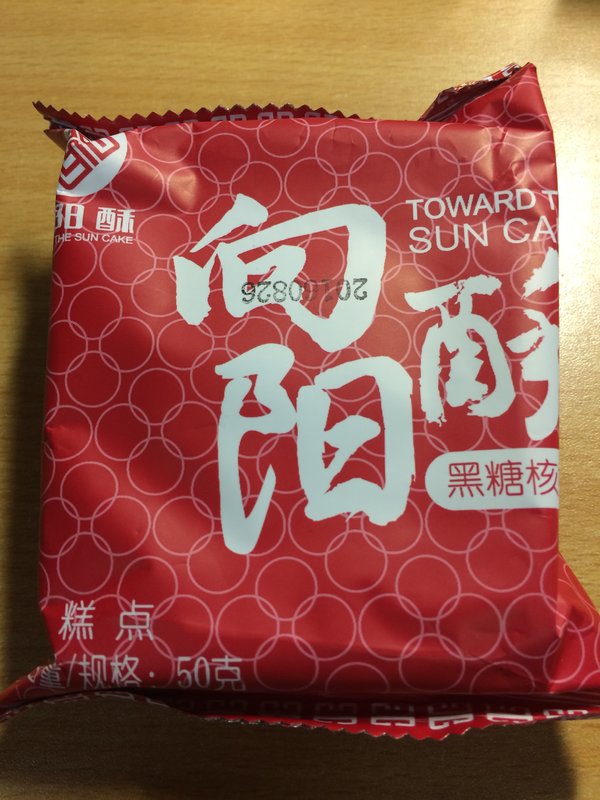 阳 酥
THE SUN CAKE
TOWARD T
SUN CA
向
阳
酥
黑糖核
糕 点
量/规格:50克